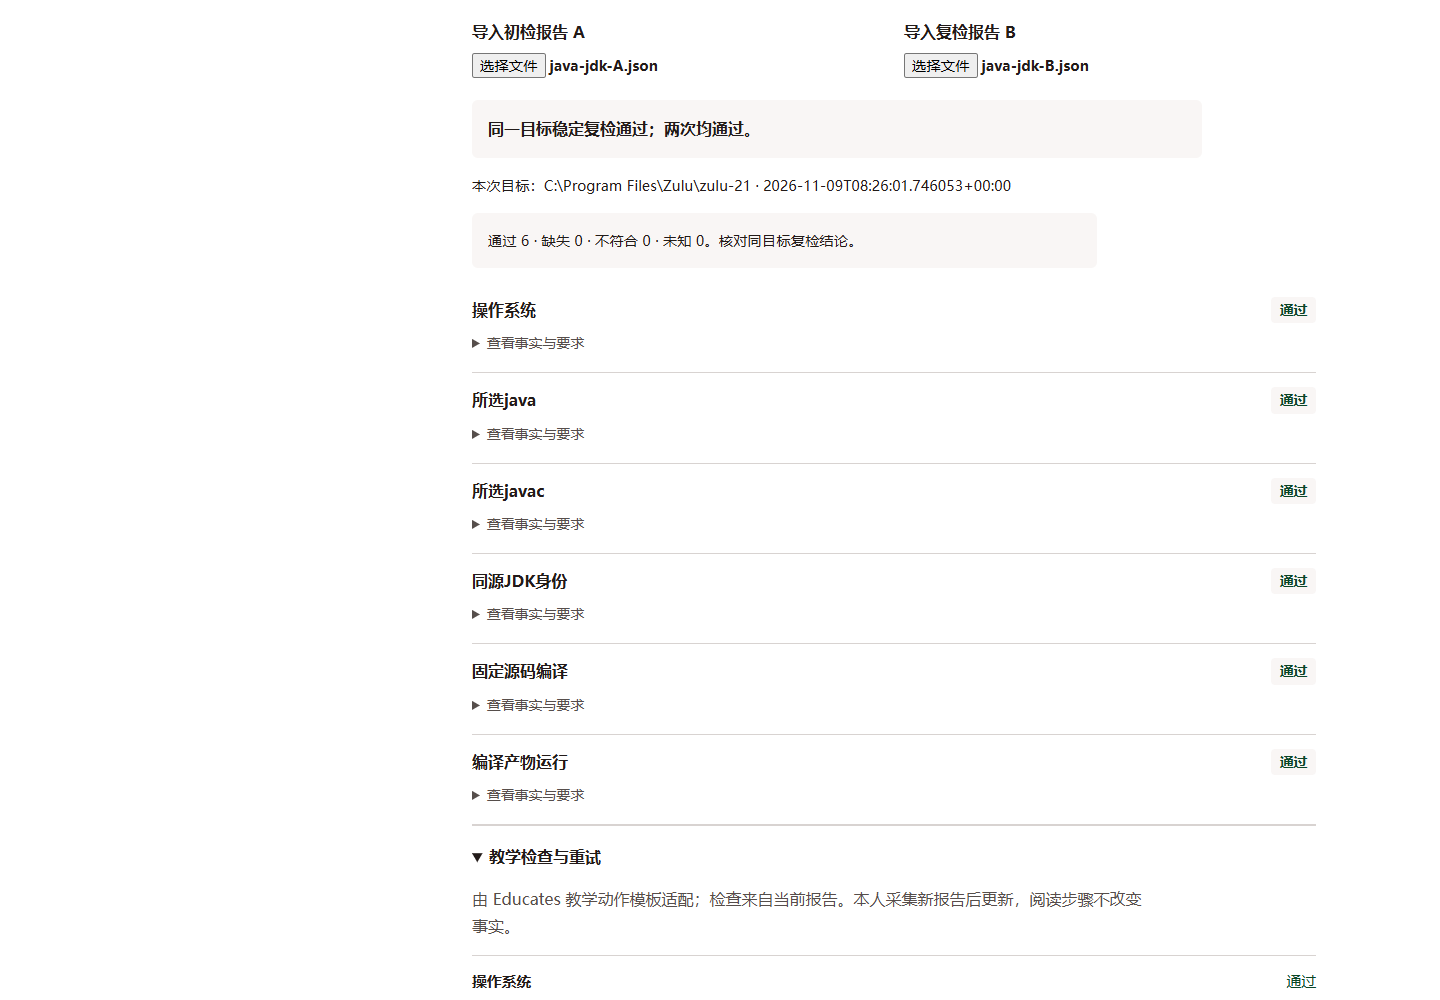 导入初检报告 A
选择文件 java-jdk-A.json
导入复检报告 B
选择文件 java-jdk-B.json
同一目标稳定复检通过；两次均通过。
本次目标：C:\Program Files\Zulu\zulu-21 · 2026-11-09T08:26:01.746053+00:00
通过 6 · 缺失 0 · 不符合 0 · 未知 0。核对同目标复检结论。
操作系统 通过
▶ 查看事实与要求
所选java 通过
▶ 查看事实与要求
所选javac 通过
▶ 查看事实与要求
同源JDK身份 通过
▶ 查看事实与要求
固定源码编译 通过
▶ 查看事实与要求
编译产物运行 通过
▶ 查看事实与要求
▼ 教学检查与重试
由 Educates 教学动作模板适配；检查来自当前报告。本人采集新报告后更新，阅读步骤不改变
事实。
操作系统 通过